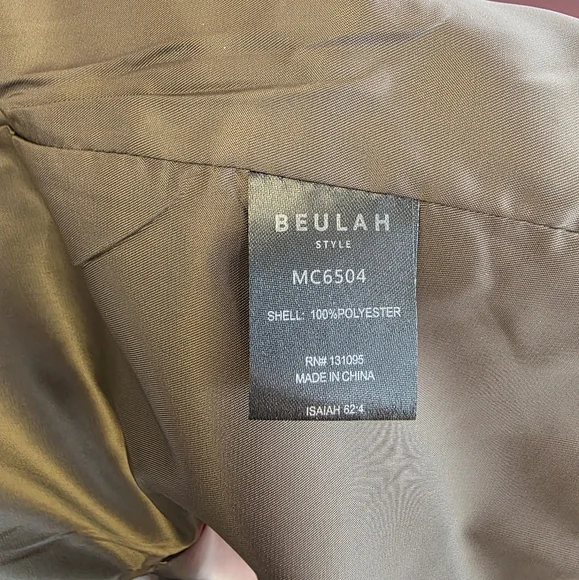 BEULAH
STYLE
MC6504
SHELL: 100%POLYESTER
RN# 131095
MADE IN CHINA
ISAIAH 62:4